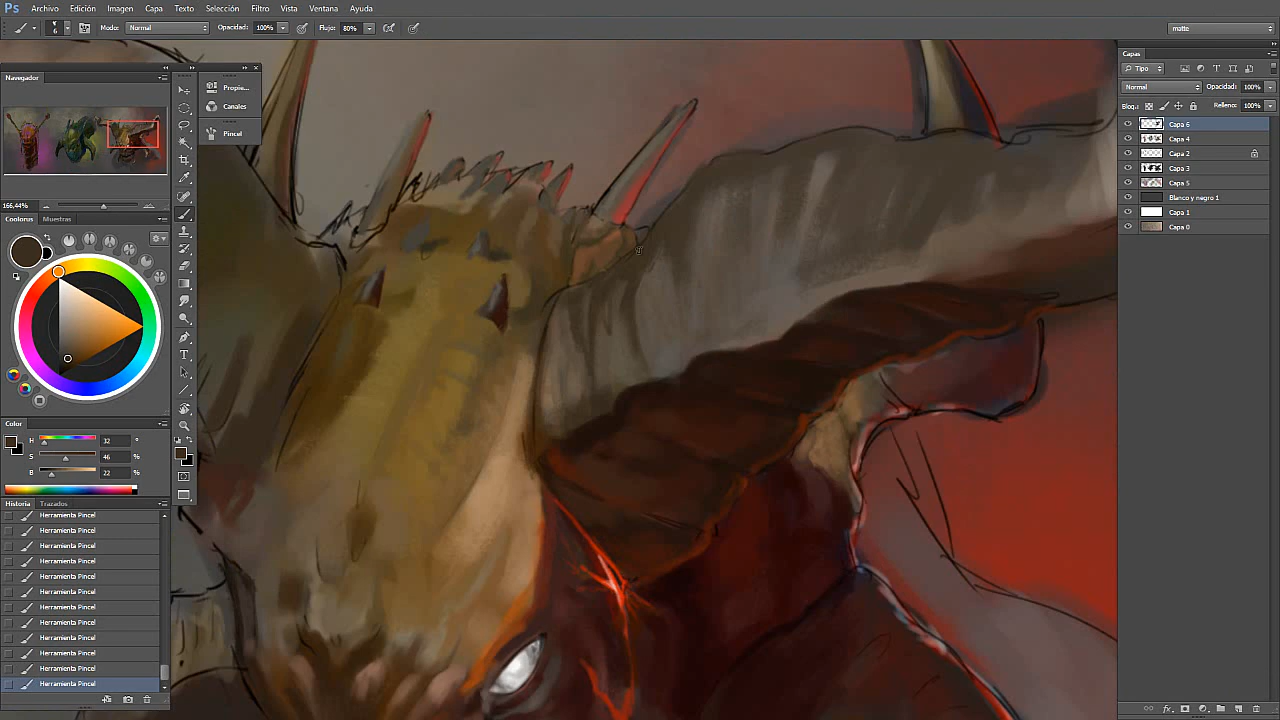 Ps Archivo Edición Imagen Capa Texto Selección Filtro Vista Ventana Ayuda
6 Modo: Normal Opacidad: 100% Flujo: 80% matte
Navegador
Propie...
Canales
Pincel
166,44%
Coolorus Muestras
Color
H 32 °
S 46 %
B 22 %
Historia Trazados
Herramienta Pincel
Herramienta Pincel
Herramienta Pincel
Herramienta Pincel
Herramienta Pincel
Herramienta Pincel
Herramienta Pincel
Herramienta Pincel
Herramienta Pincel
Herramienta Pincel
Herramienta Pincel
Herramienta Pincel
Capas
Tipo
Normal Opacidad: 100%
Bloq.: Relleno: 100%
Capa 6
Capa 4
Capa 2
Capa 3
Capa 5
Blanco y negro 1
Capa 1
Capa 0
fx